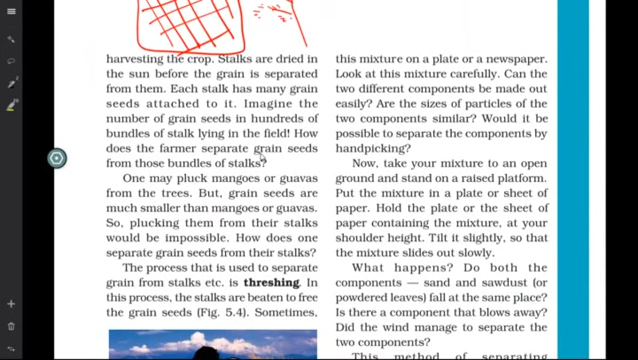 harvesting the crop. Stalks are dried in
the sun before the grain is separated
from them. Each stalk has many grain
seeds attached to it. Imagine the
number of grain seeds in hundreds of
bundles of stalk lying in the field! How
does the farmer separate grain seeds
from those bundles of stalks?
One may pluck mangoes or guavas
from the trees. But, grain seeds are
much smaller than mangoes or guavas.
So, plucking them from their stalks
would be impossible. How does one
separate grain seeds from their stalks?
The process that is used to separate
grain from stalks etc. is threshing. In
this process, the stalks are beaten to free
the grain seeds (Fig. 5.4). Sometimes,
this mixture on a plate or a newspaper.
Look at this mixture carefully. Can the
two different components be made out
easily? Are the sizes of particles of the
two components similar? Would it be
possible to separate the components by
handpicking?
Now, take your mixture to an open
ground and stand on a raised platform.
Put the mixture in a plate or sheet of
paper. Hold the plate or the sheet of
paper containing the mixture, at your
shoulder height. Tilt it slightly, so that
the mixture slides out slowly.
What happens? Do both the
components — sand and sawdust (or
powdered leaves) fall at the same place?
Is there a component that blows away?
Did the wind manage to separate the
two components?
This method of separating